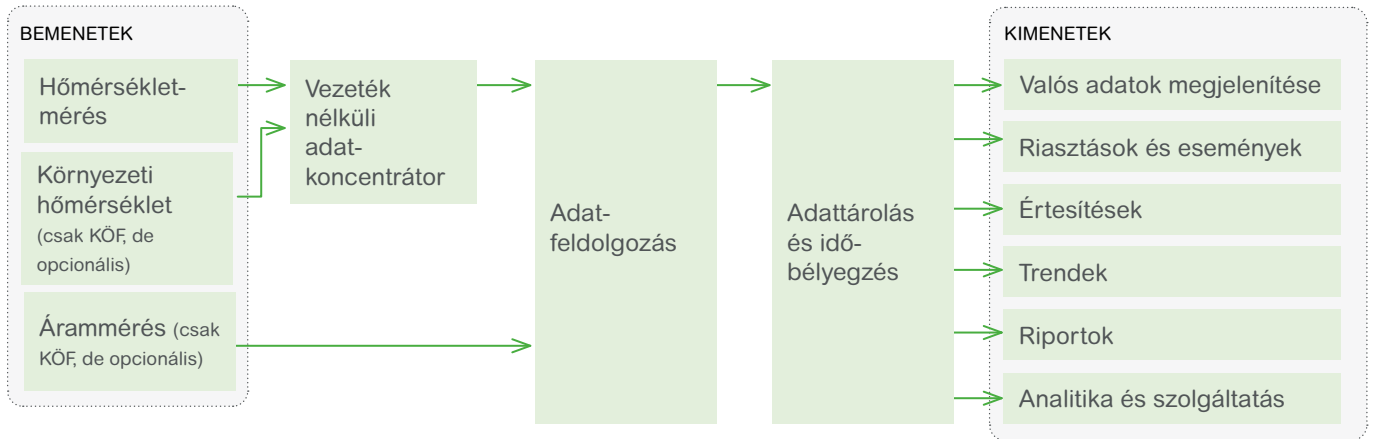 BEMENETEK
Hőmérséklet-
mérés
Környezeti
hőmérséklet
(csak KÖF, de
opcionális)
Árammérés (csak
KÖF, de opcionális)
Vezeték
nélküli
adat-
koncentrátor
Adat-
feldolgozás
Adattárolás
és idő-
bélyegzés
KIMENETEK
Valós adatok megjelenítése
Riasztások és események
Értesítések
Trendek
Riportok
Analitika és szolgáltatás